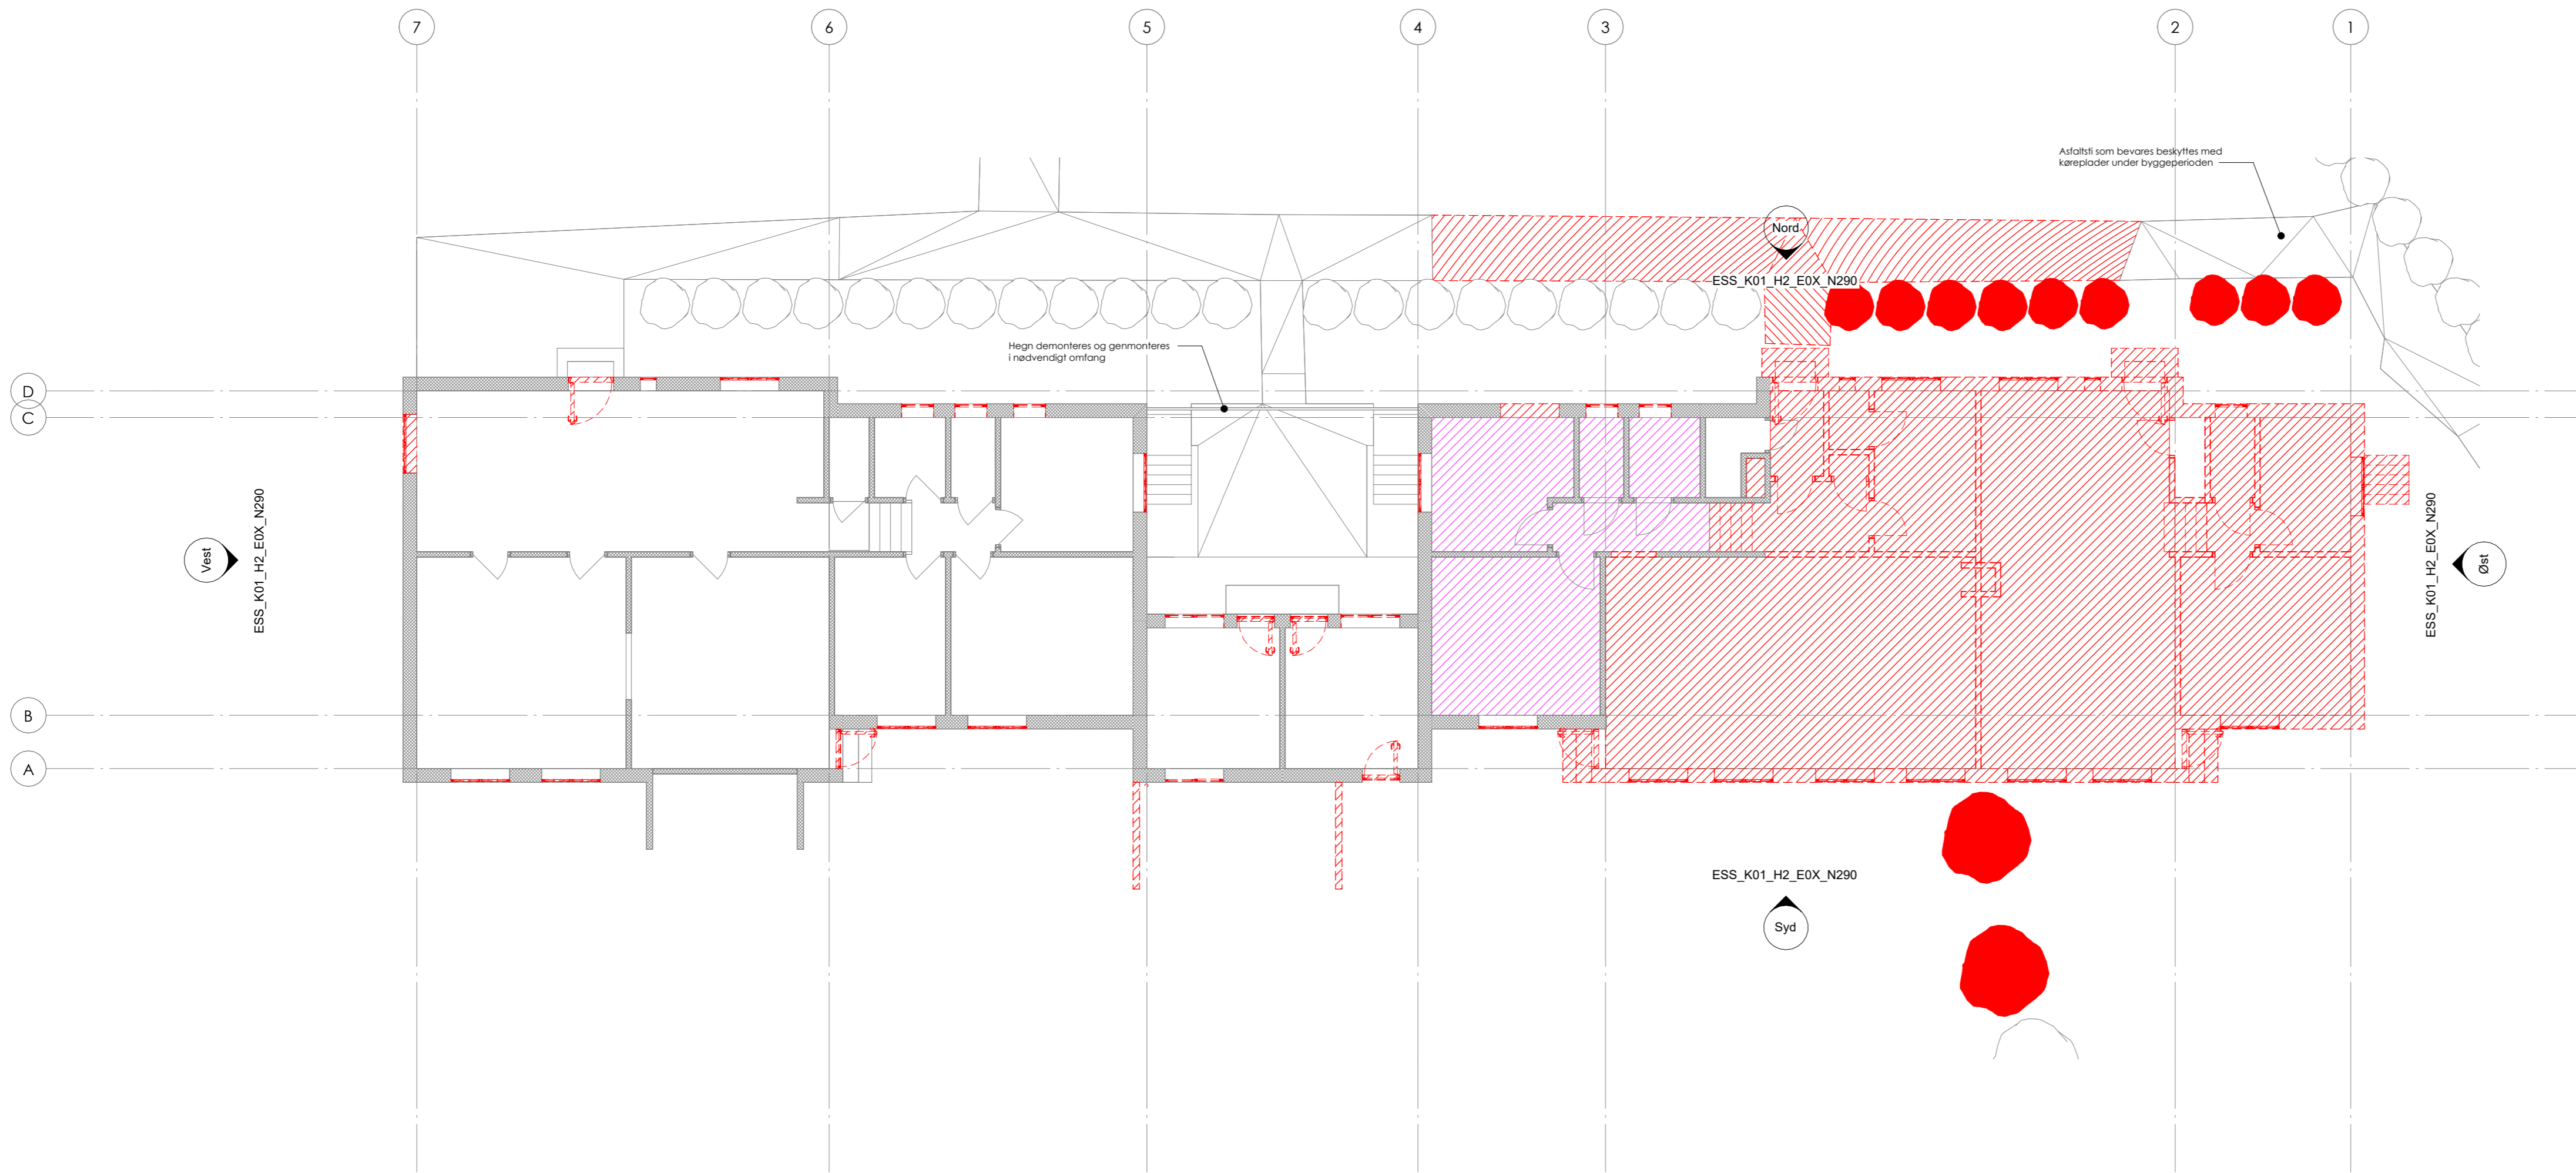 7
6
5
4
3
2
1
Asfaltsti som bevares beskyttes med
køreplader under byggeperioden
Nord
ESS_K01_H2_E0X_N290
Hegn demonteres og genmonteres
i nødvendigt omfang
D
C
Vest
ESS_K01_H2_E0X_N290
ESS_K01_H2_E0X_N290
Øst
B
A
ESS_K01_H2_E0X_N290
Syd